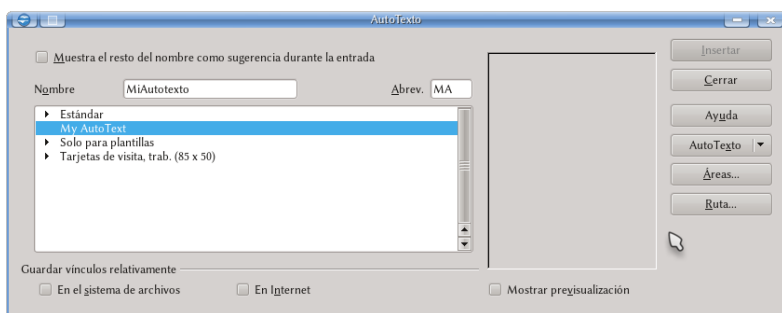 AutoTexto
Muestra el resto del nombre como sugerencia durante la entrada
Nombre MiAutotexto Abrev. MA
Estándar
My AutoText
Solo para plantillas
Tarjetas de visita, trab. (85 x 50)
Insertar
Cerrar
Ayuda
AutoTexto
Áreas...
Ruta...
Guardar vínculos relativamente
En el sistema de archivos En Internet Mostrar previsualización